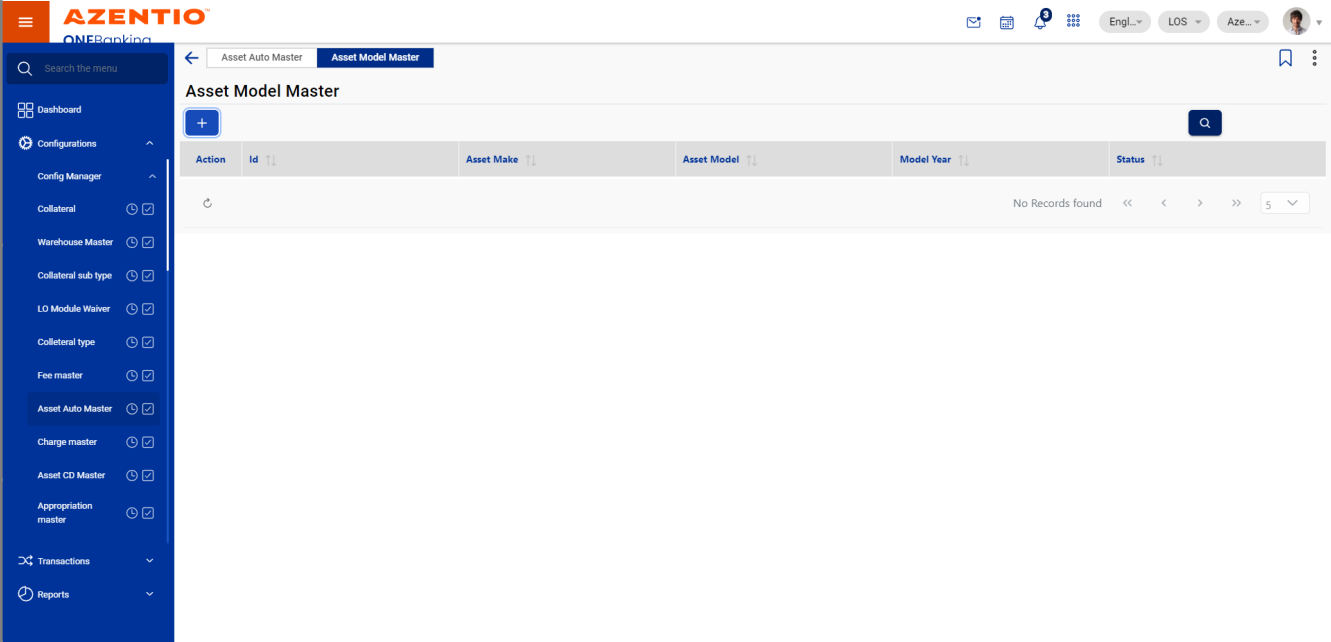 AZENTIO™
ONEBanking
3
Engl...
LOS
Aze...
Search the menu
Dashboard
Configurations
Config Manager
Collateral
Warehouse Master
Collateral sub type
LO Module Waiver
Colleteral type
Fee master
Asset Auto Master
Charge master
Asset CD Master
Appropriation
master
Transactions
Reports
Asset Auto Master
Asset Model Master
Asset Model Master
+
Action
Id
Asset Make
Asset Model
Model Year
Status
No Records found
5